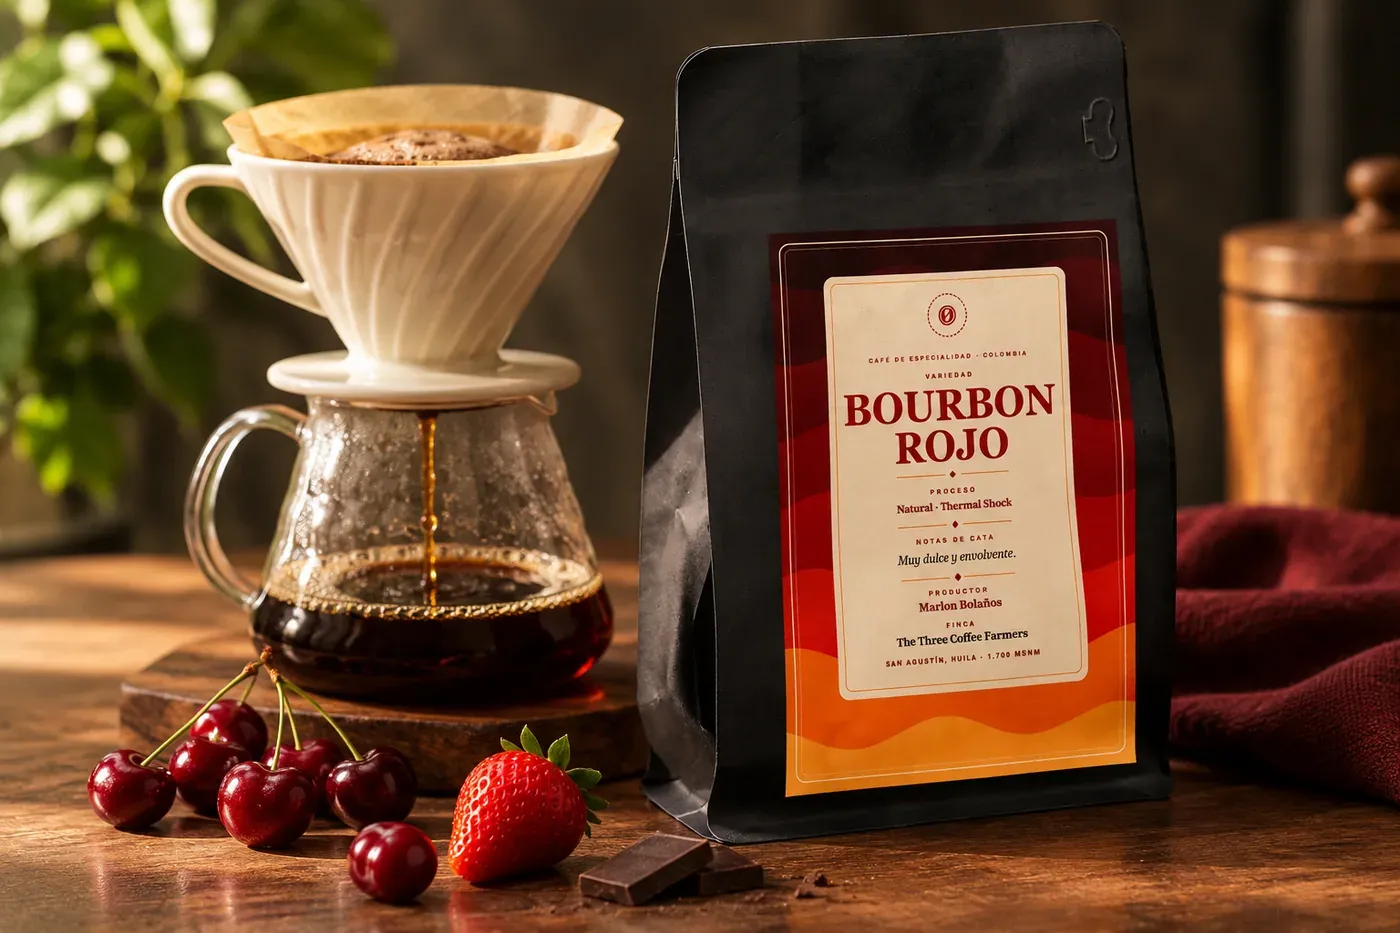 CAFÉ DE ESPECIALIDAD · COLOMBIA
VARIEDAD
BOURBON
ROJO
PROCESO
Natural · Thermal Shock
NOTAS DE CATA
Muy dulce y envolvente.
PRODUCTOR
Marlon Bolaños
FINCA
The Three Coffee Farmers
SAN AGUSTÍN, HUILA · 1.700 MSNM